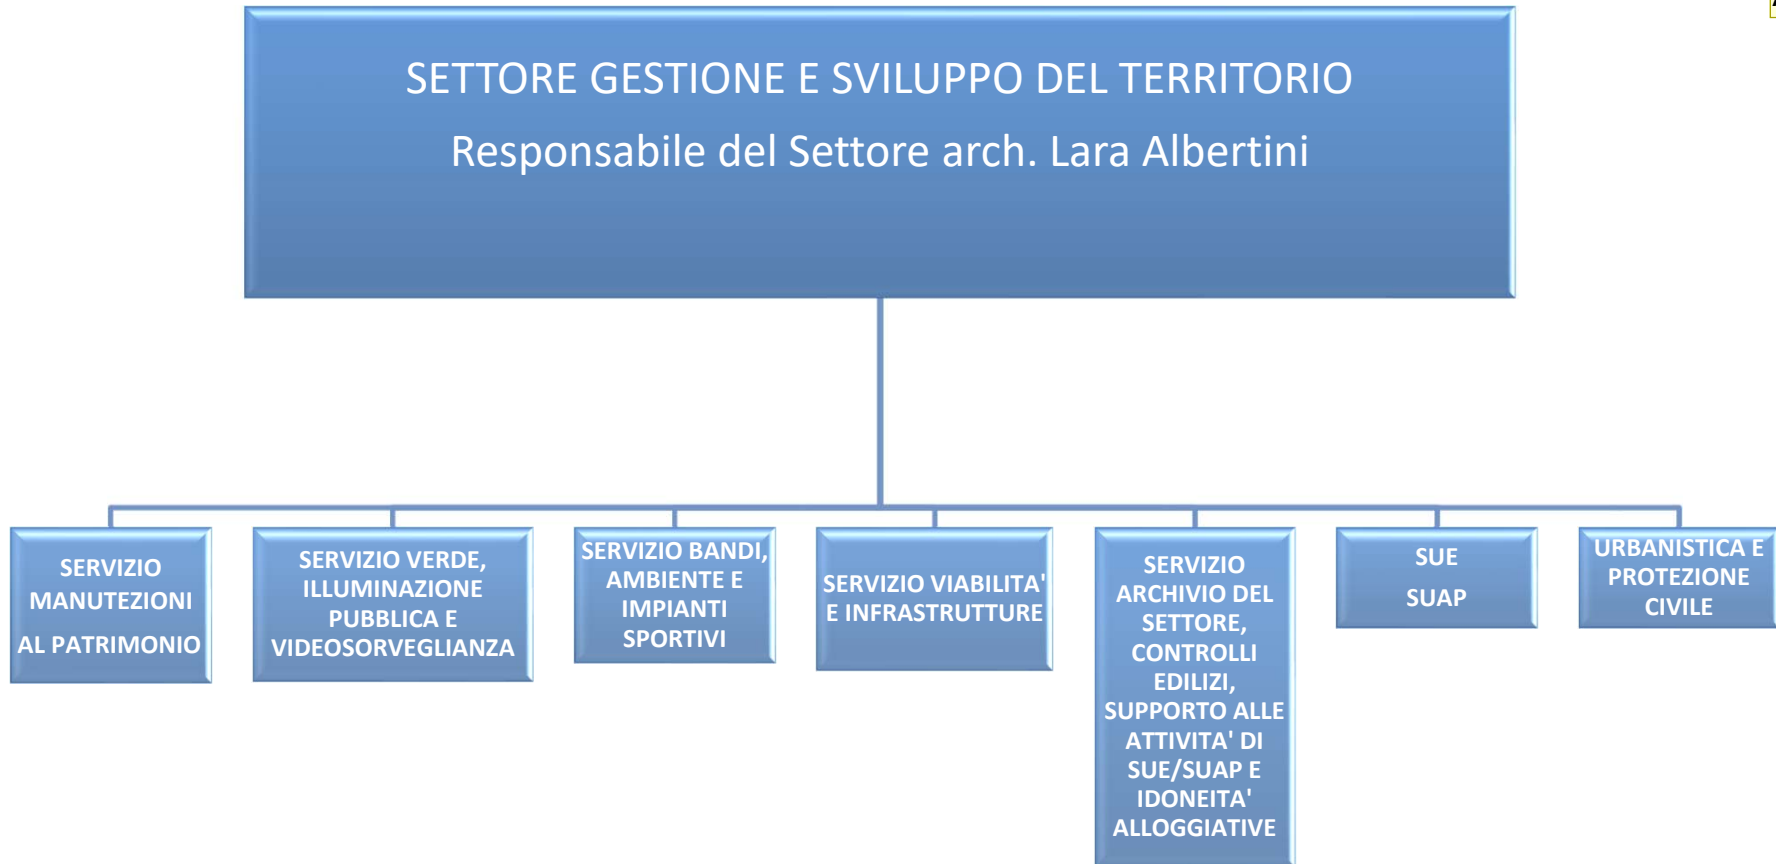 SETTORE GESTIONE E SVILUPPO DEL TERRITORIO
Responsabile del Settore arch. Lara Albertini
SERVIZIO
MANUTEZIONI
AL PATRIMONIO
SERVIZIO VERDE,
ILLUMINAZIONE
PUBBLICA E
VIDEOSORVEGLIANZA
SERVIZIO BANDI,
AMBIENTE E
IMPIANTI
SPORTIVI
SERVIZIO VIABILITA'
E INFRASTRUTTURE
SERVIZIO
ARCHIVIO DEL
SETTORE,
CONTROLLI
EDILIZI,
SUPPORTO ALLE
ATTIVITA' DI
SUE/SUAP E
IDONEITA'
ALLOGGIATIVE
SUE
SUAP
URBANISTICA E
PROTEZIONE
CIVILE